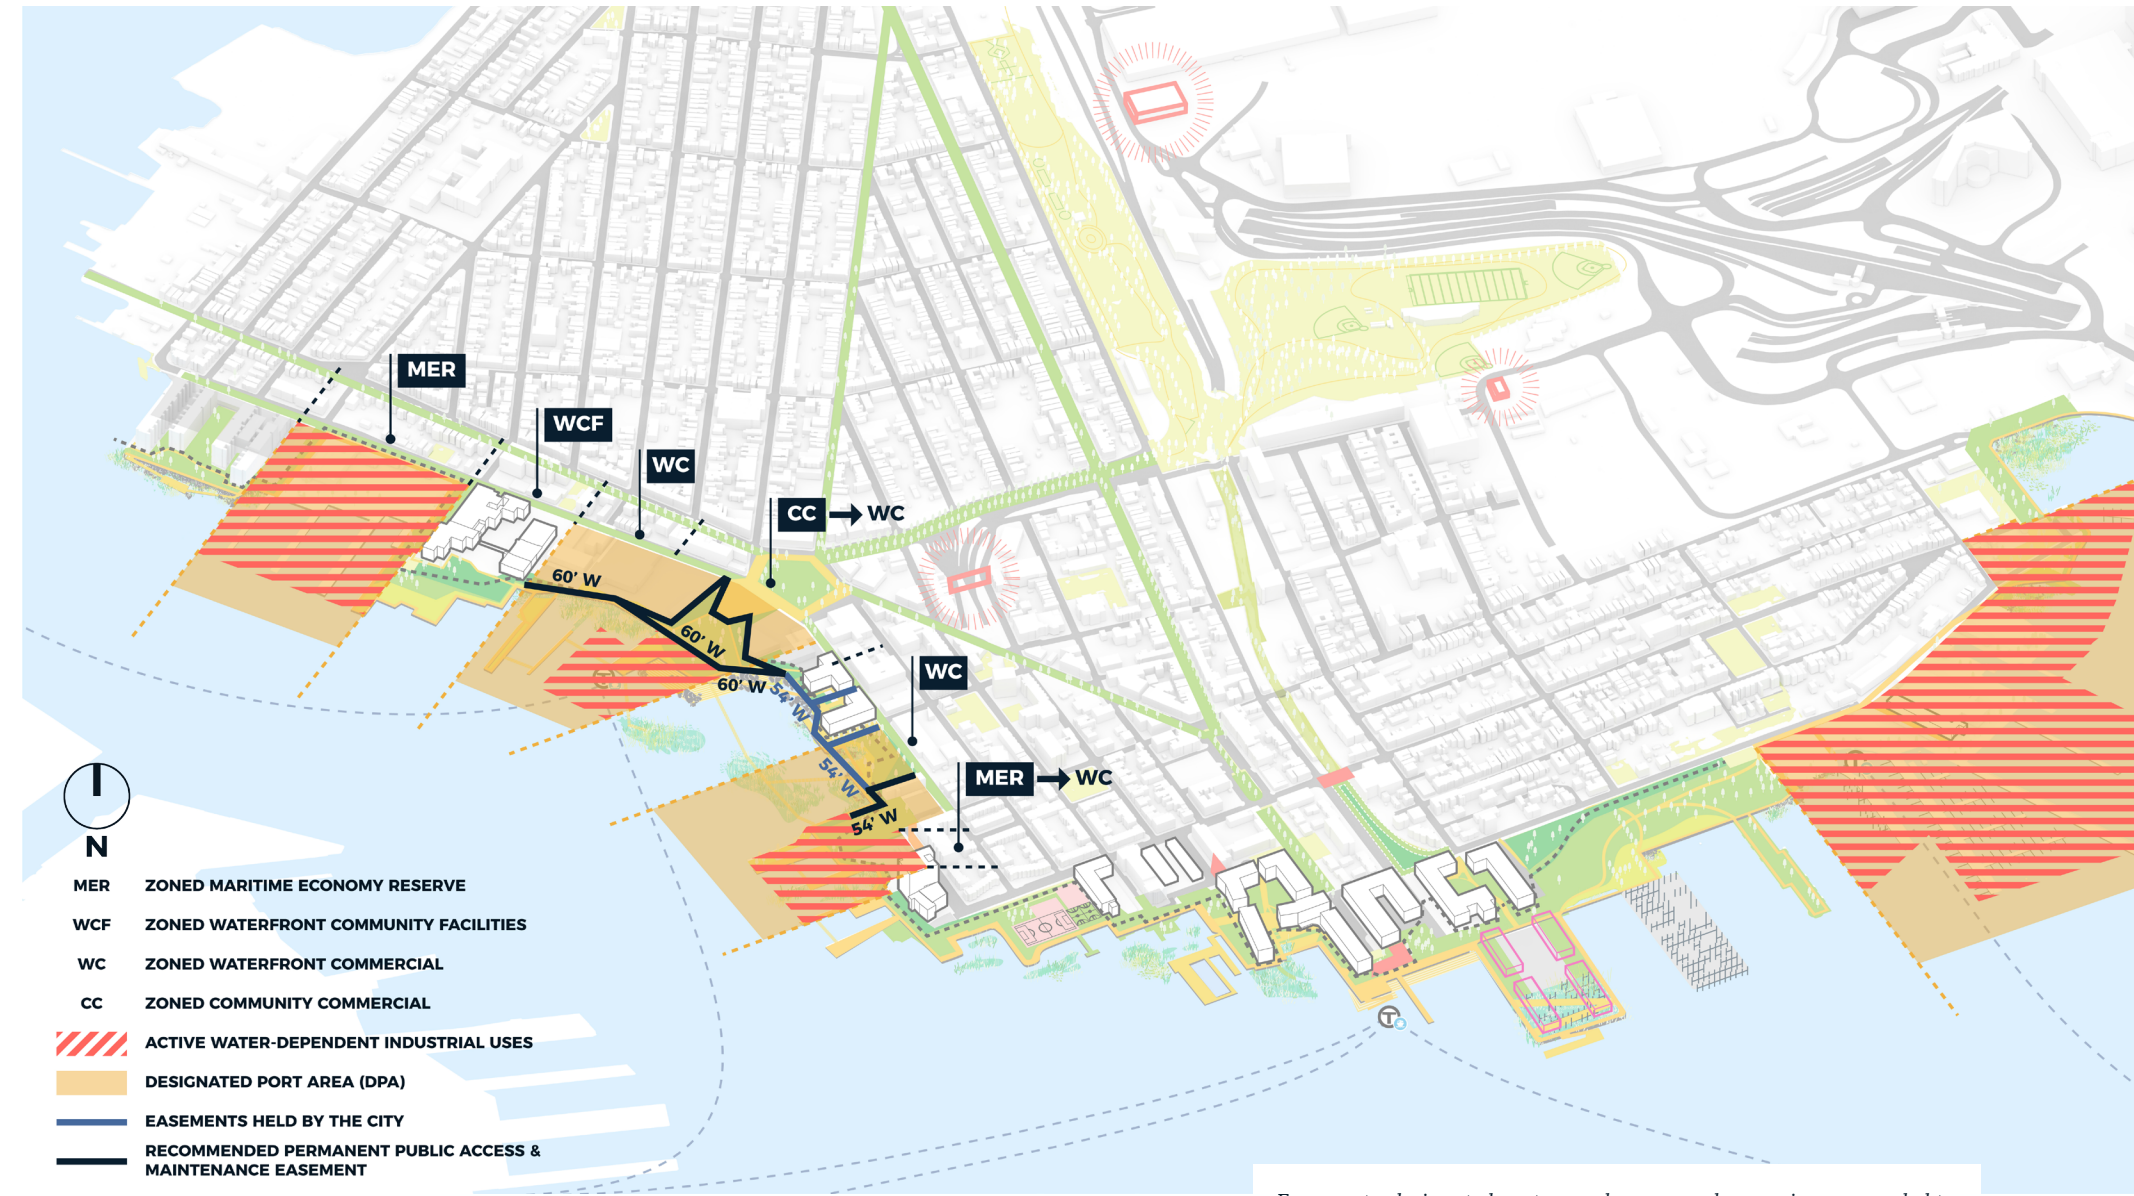 MER
WCF
WC
CC → WC
60' W
60' W
60' W
54' W
WC
54' W
MER → WC
54' W
T
N
MER ZONED MARITIME ECONOMY RESERVE
WCF ZONED WATERFRONT COMMUNITY FACILITIES
WC ZONED WATERFRONT COMMERCIAL
CC ZONED COMMUNITY COMMERCIAL
ACTIVE WATER-DEPENDENT INDUSTRIAL USES
DESIGNATED PORT AREA (DPA)
EASEMENTS HELD BY THE CITY
RECOMMENDED PERMANENT PUBLIC ACCESS &
MAINTENANCE EASEMENT